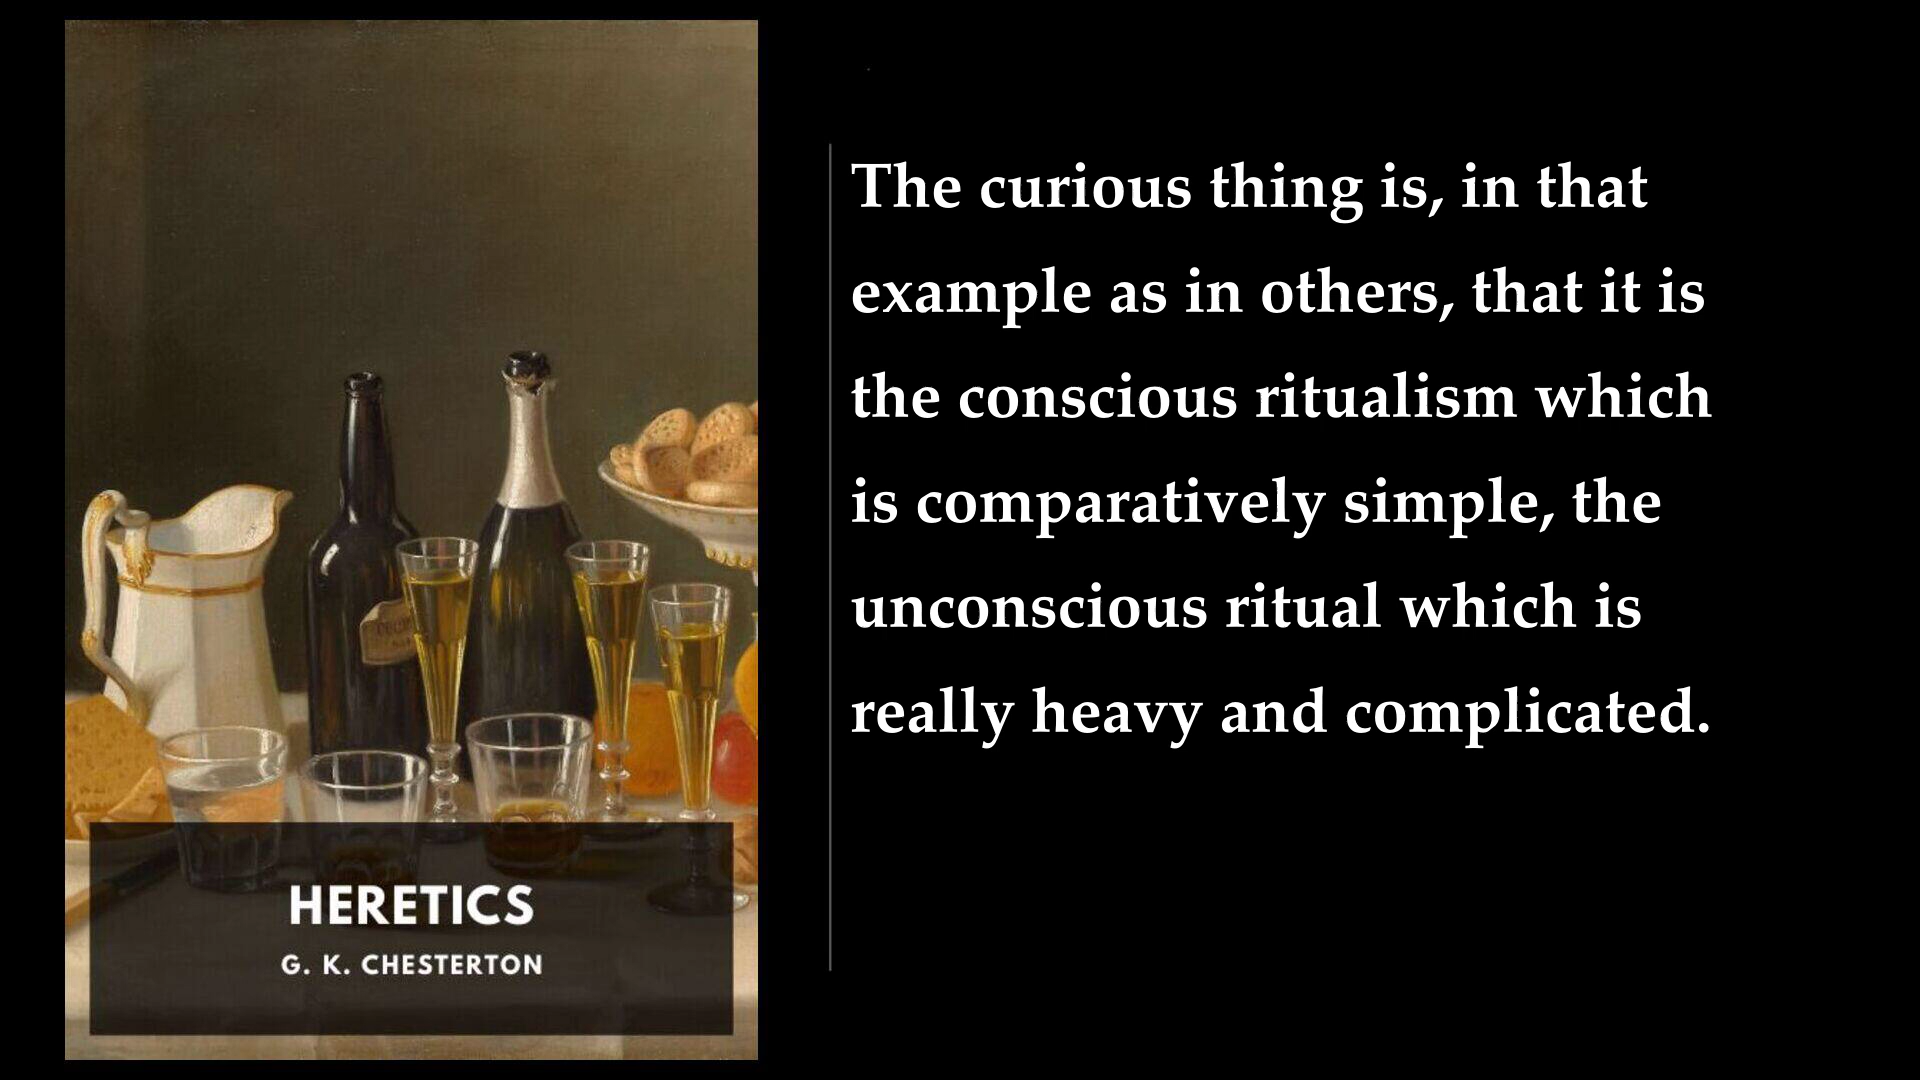 The curious thing is, in that
example as in others, that it is
the conscious ritualism which
is comparatively simple, the
unconscious ritual which is
really heavy and complicated.
HERETICS
G. K. CHESTERTON